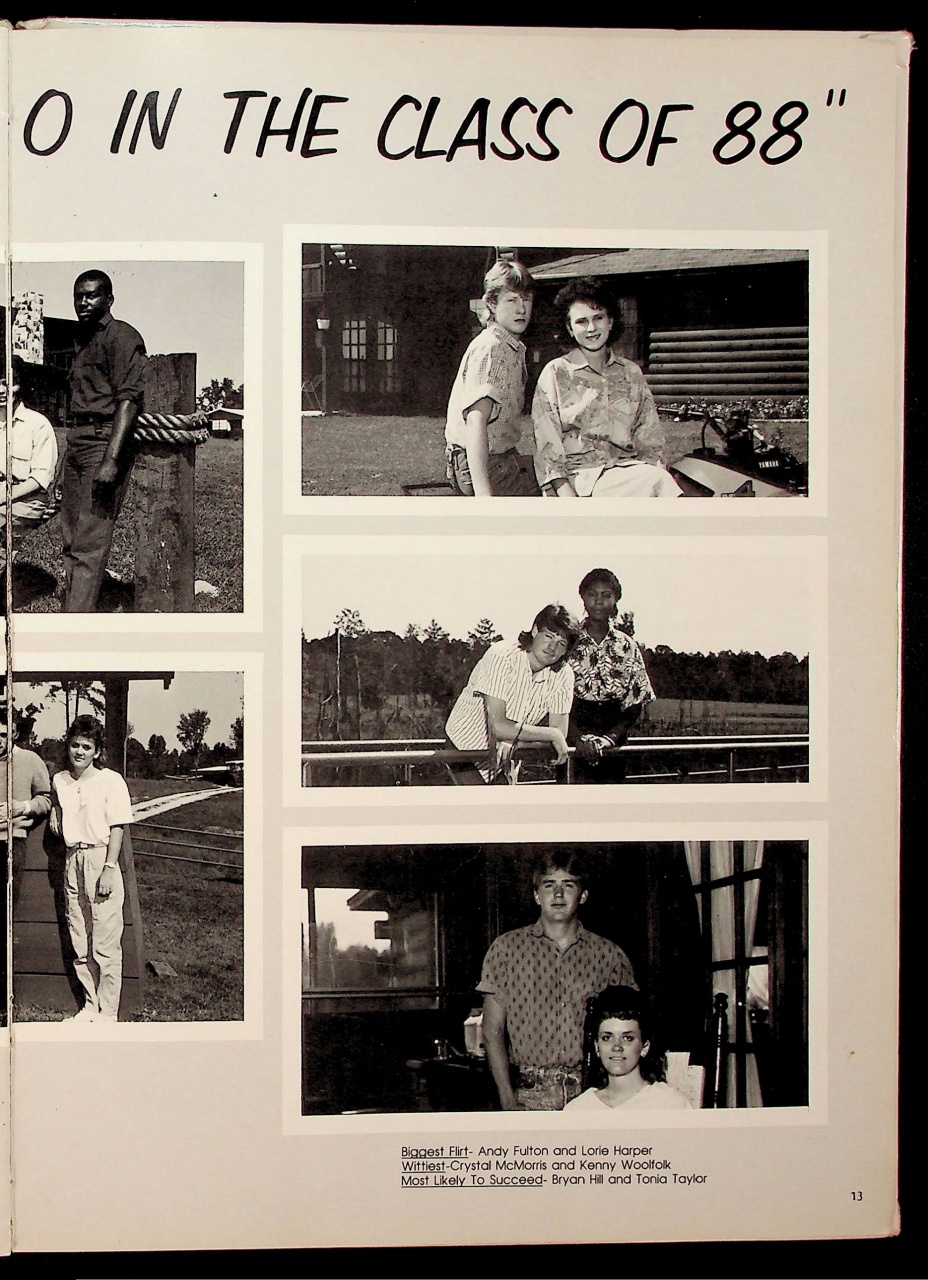 O IN THE CLASS OF 88"
YAMAHA
Biggest Flirt- Andy Fulton and Lorie Harper
Wittiest-Crystal McMorris and Kenny Woolfolk
Most Likely To Succeed- Bryan Hill and Tonia Taylor
13